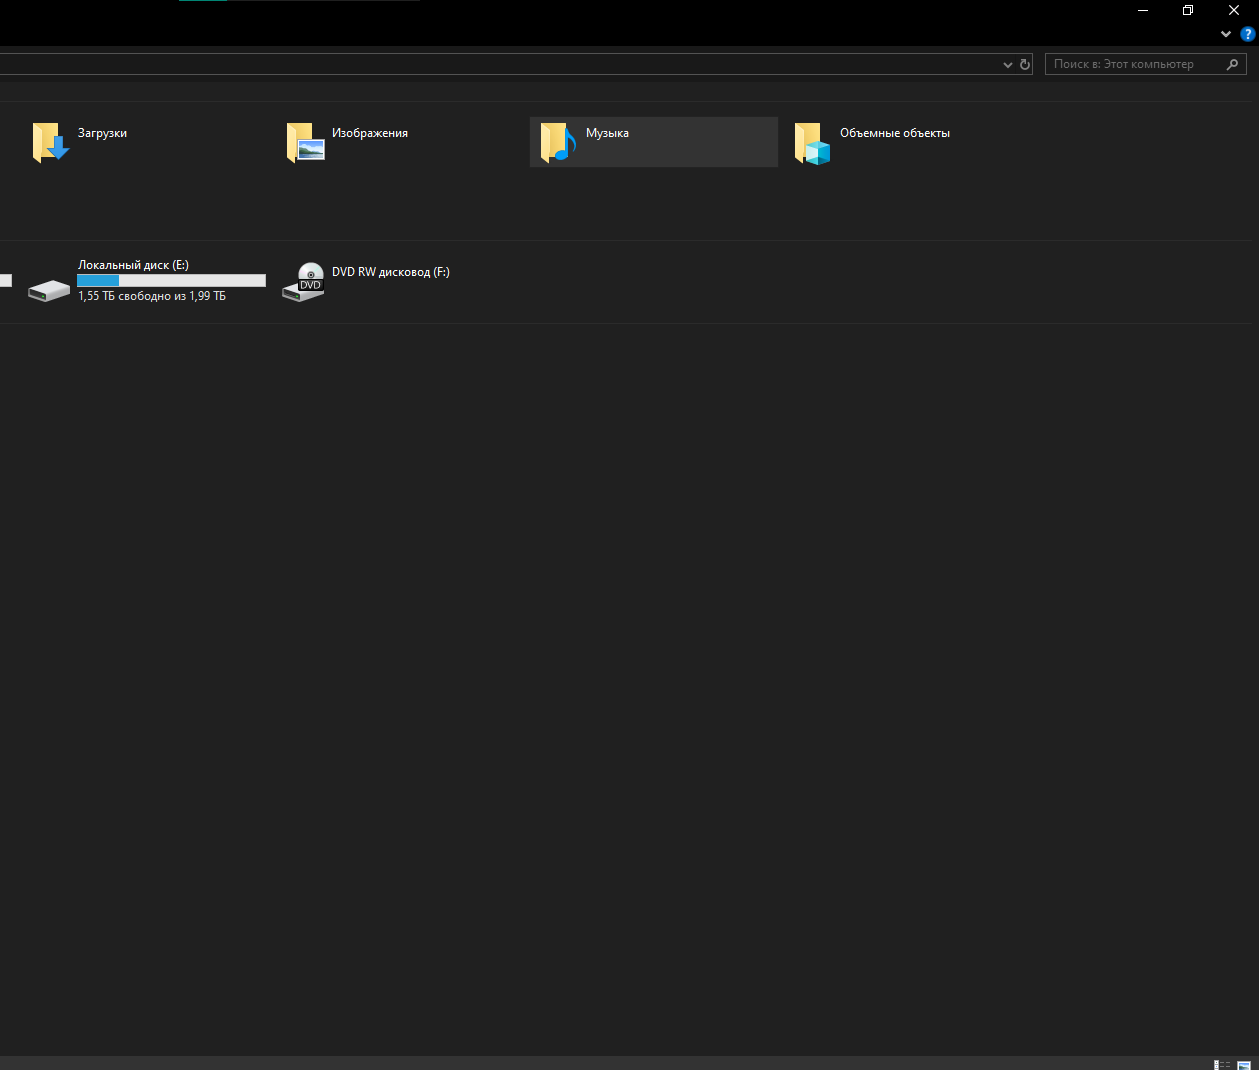 Поиск в: Этот компьютер
Загрузки
Изображения
Музыка
Объемные объекты
Локальный диск (E:)
1,55 ТБ свободно из 1,99 ТБ
DVD RW дисковод (F:)
DVD